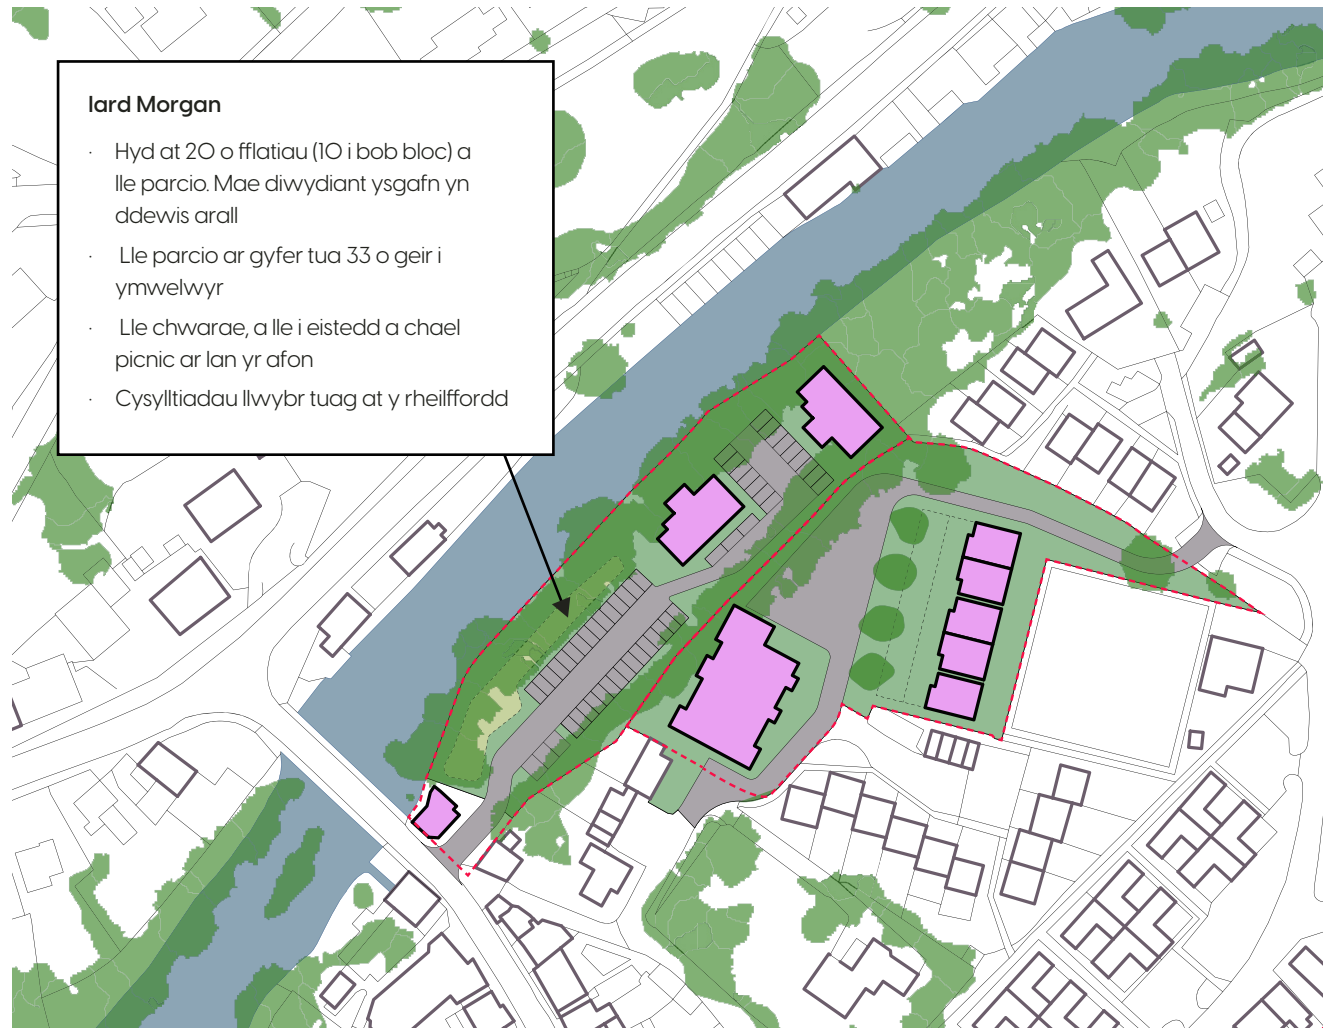 Iard Morgan
· Hyd at 20 o fflatiau (10 i bob bloc) a
lle parcio. Mae diwydiant ysgafn yn
ddewis arall
· Lle parcio ar gyfer tua 33 o geir i
ymwelwyr
· Lle chwarae, a lle i eistedd a chael
picnic ar lan yr afon
· Cysylltiadau llwybr tuag at y rheilffordd